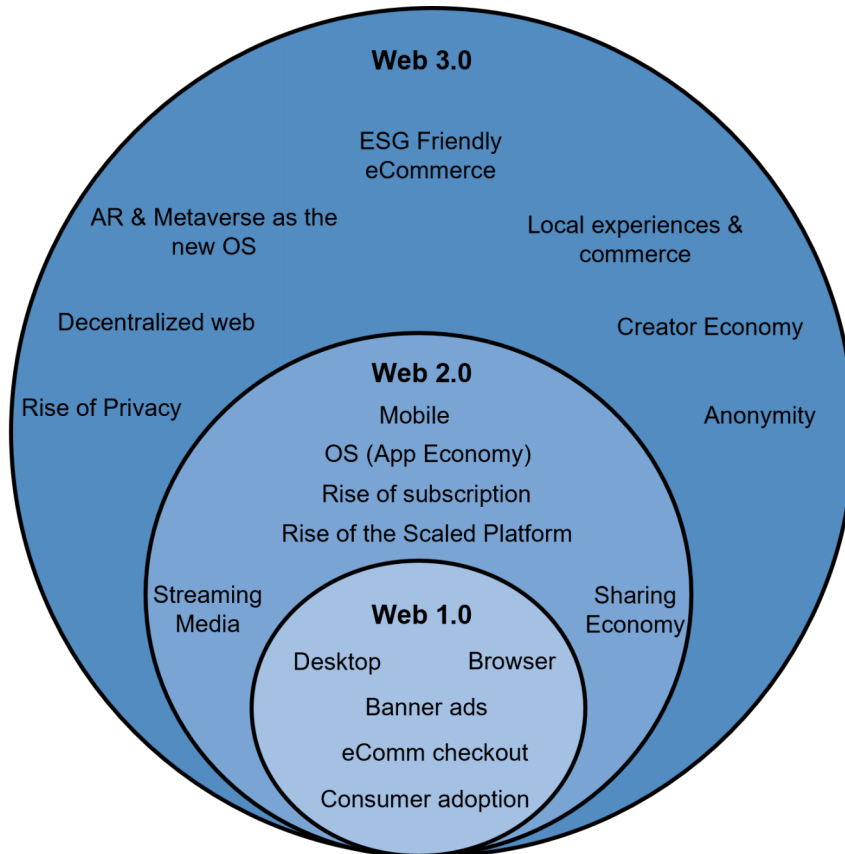 Web 3.0
ESG Friendly
eCommerce
AR & Metaverse as the
new OS
Local experiences &
commerce
Decentralized web
Creator Economy
Rise of Privacy
Anonymity
Web 2.0
Mobile
OS (App Economy)
Rise of subscription
Rise of the Scaled Platform
Streaming
Media
Sharing
Economy
Web 1.0
Desktop
Browser
Banner ads
eComm checkout
Consumer adoption